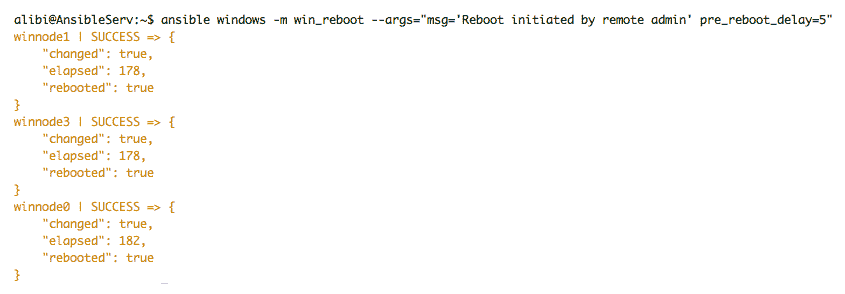 alibi@AnsibleServ:~$ ansible windows -m win_reboot --args="msg='Reboot initiated by remote admin' pre_reboot_delay=5"
winnode1 | SUCCESS => {
    "changed": true,
    "elapsed": 178,
    "rebooted": true
}
winnode3 | SUCCESS => {
    "changed": true,
    "elapsed": 178,
    "rebooted": true
}
winnode0 | SUCCESS => {
    "changed": true,
    "elapsed": 182,
    "rebooted": true
}